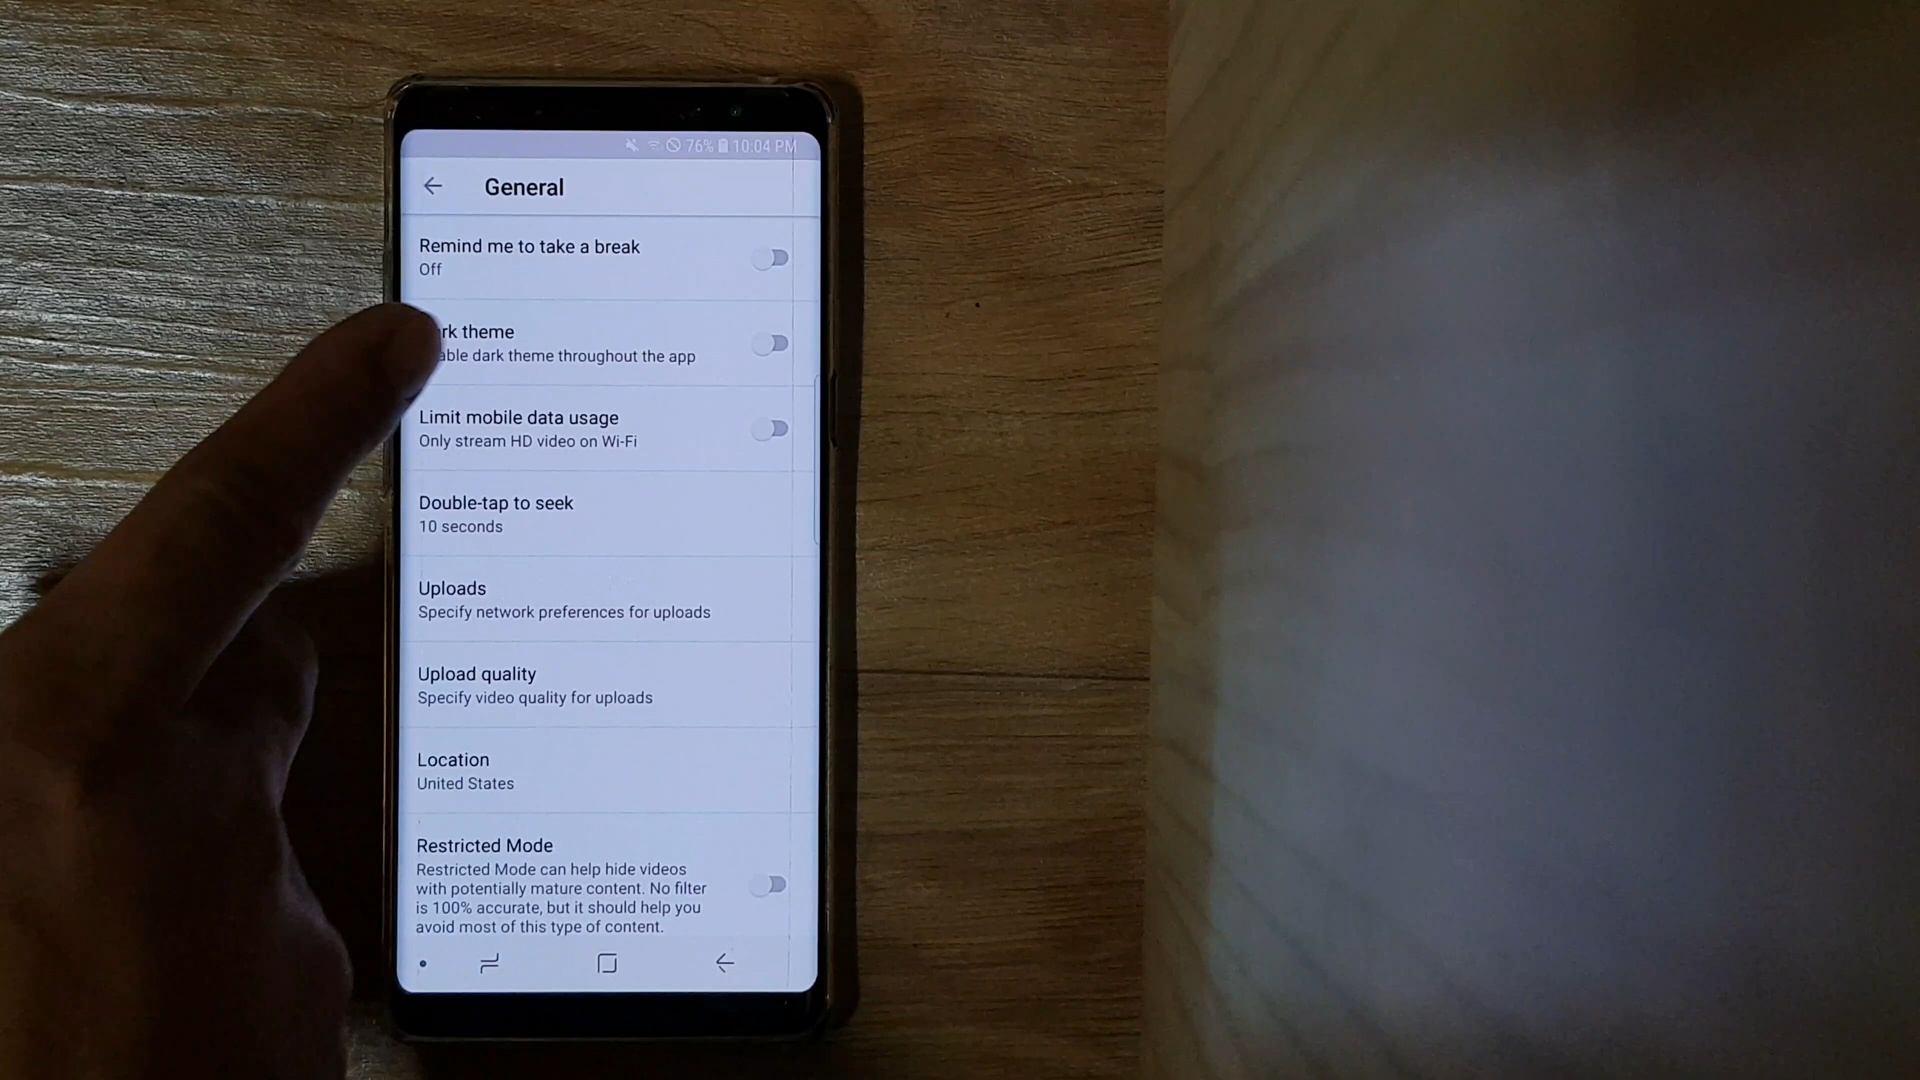 76% 10:04 PM
General
Remind me to take a break
Off
rk theme
able dark theme throughout the app
Limit mobile data usage
Only stream HD video on Wi-Fi
Double-tap to seek
10 seconds
Uploads
Specify network preferences for uploads
Upload quality
Specify video quality for uploads
Location
United States
Restricted Mode
Restricted Mode can help hide videos
with potentially mature content. No filter
is 100% accurate, but it should help you
avoid most of this type of content.